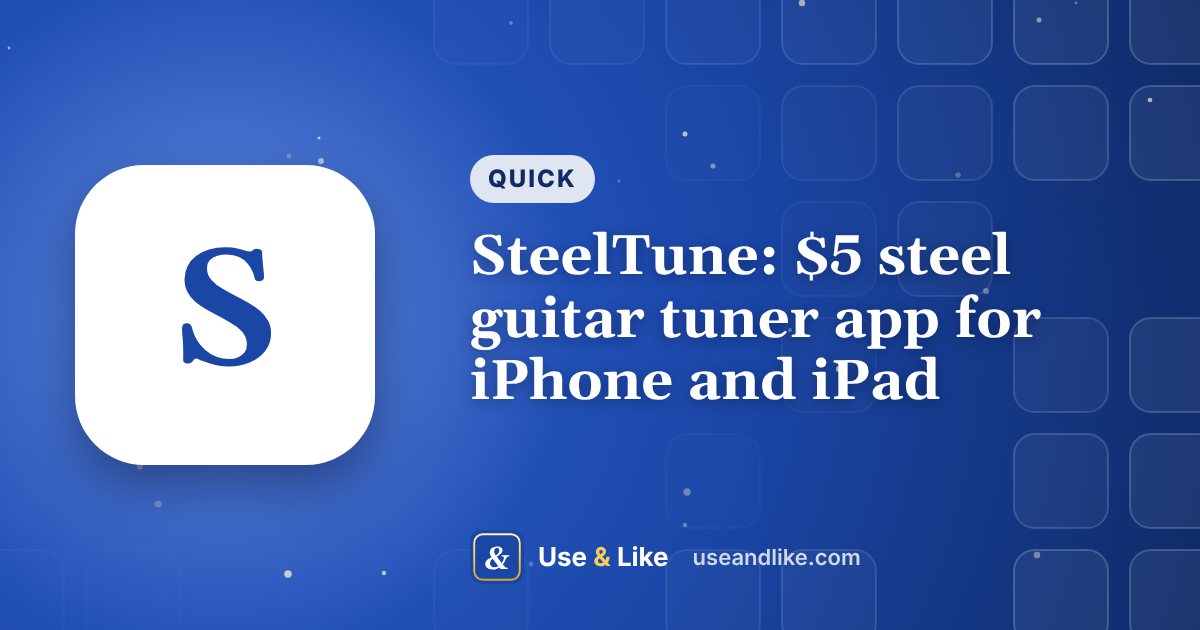 S
QUICK
SteelTune: $5 steel
guitar tuner app for
iPhone and iPad
& Use & Like useandlike.com